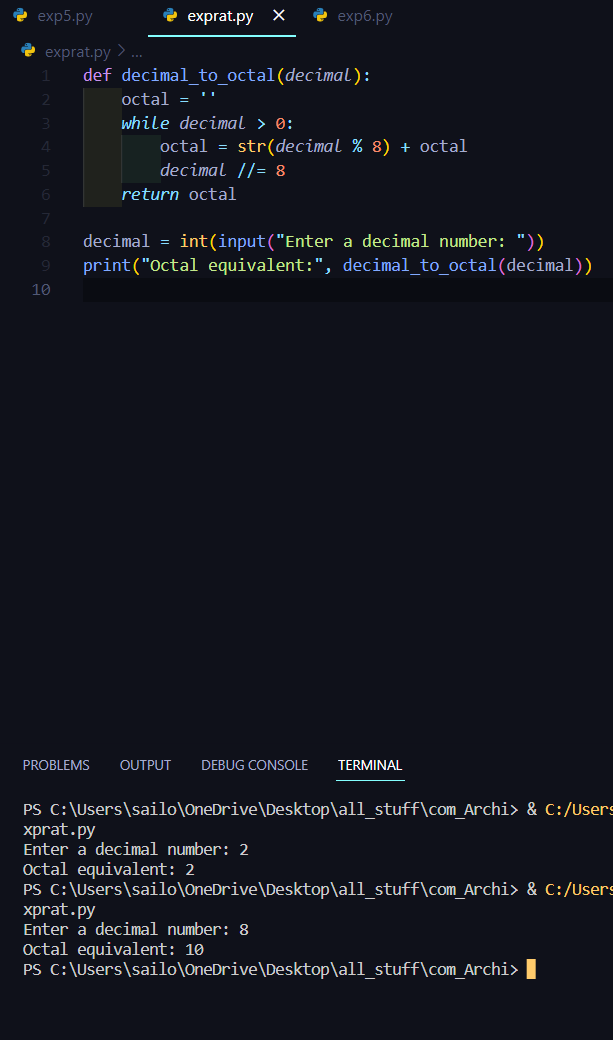 exp5.py exprat.py × exp6.py
exprat.py > ...
1 def decimal_to_octal(decimal):
2     octal = ''
3     while decimal > 0:
4         octal = str(decimal % 8) + octal
5         decimal //= 8
6     return octal
7
8 decimal = int(input("Enter a decimal number: "))
9 print("Octal equivalent:", decimal_to_octal(decimal))
10
PROBLEMS OUTPUT DEBUG CONSOLE TERMINAL
PS C:\Users\sailo\OneDrive\Desktop\all_stuff\com_Archi> & C:/Users
xprat.py
Enter a decimal number: 2
Octal equivalent: 2
PS C:\Users\sailo\OneDrive\Desktop\all_stuff\com_Archi> & C:/Users
xprat.py
Enter a decimal number: 8
Octal equivalent: 10
PS C:\Users\sailo\OneDrive\Desktop\all_stuff\com_Archi>